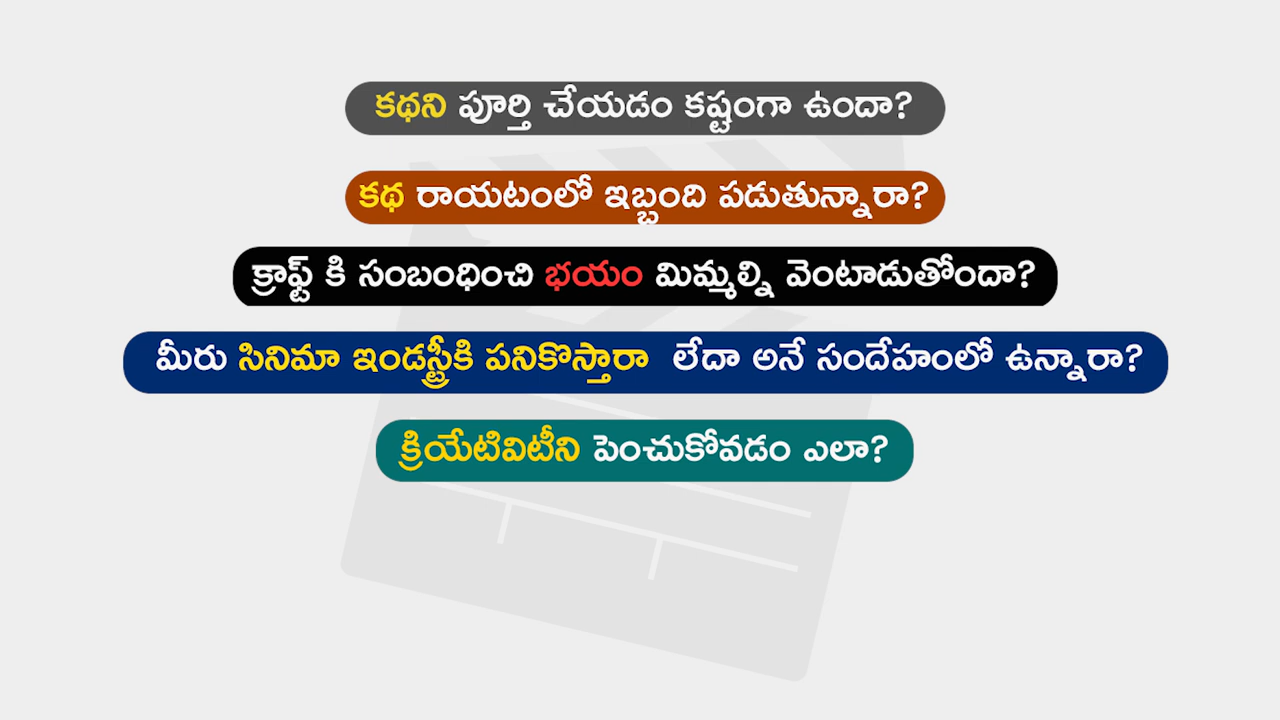 కథని పూర్తి చేయడం కష్టంగా ఉందా?
కథ రాయటంలో ఇబ్బంది పడుతున్నారా?
క్రాఫ్ట్ కి సంబంధించి భయం మిమ్మల్ని వెంటాడుతోందా?
మీరు సినిమా ఇండస్ట్రీకి పనికొస్తారా లేదా అనే సందేహంలో ఉన్నారా?
క్రియేటివిటీని పెంచుకోవడం ఎలా?